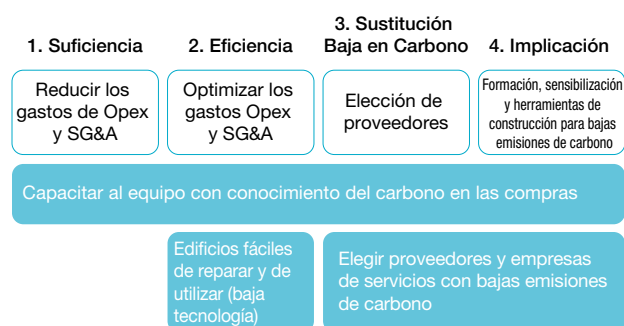 1. Suficiencia
2. Eficiencia
3. Sustitución
Baja en Carbono
4. Implicación
Reducir los
gastos de Opex
y SG&A
Optimizar los
gastos Opex
y SG&A
Elección de
proveedores
Formación, sensibilización
y herramientas de
construcción para bajas
emisiones de carbono
Capacitar al equipo con conocimiento del carbono en las compras
Edificios fáciles
de reparar y de
utilizar (baja
tecnología)
Elegir proveedores y empresas
de servicios con bajas emisiones
de carbono